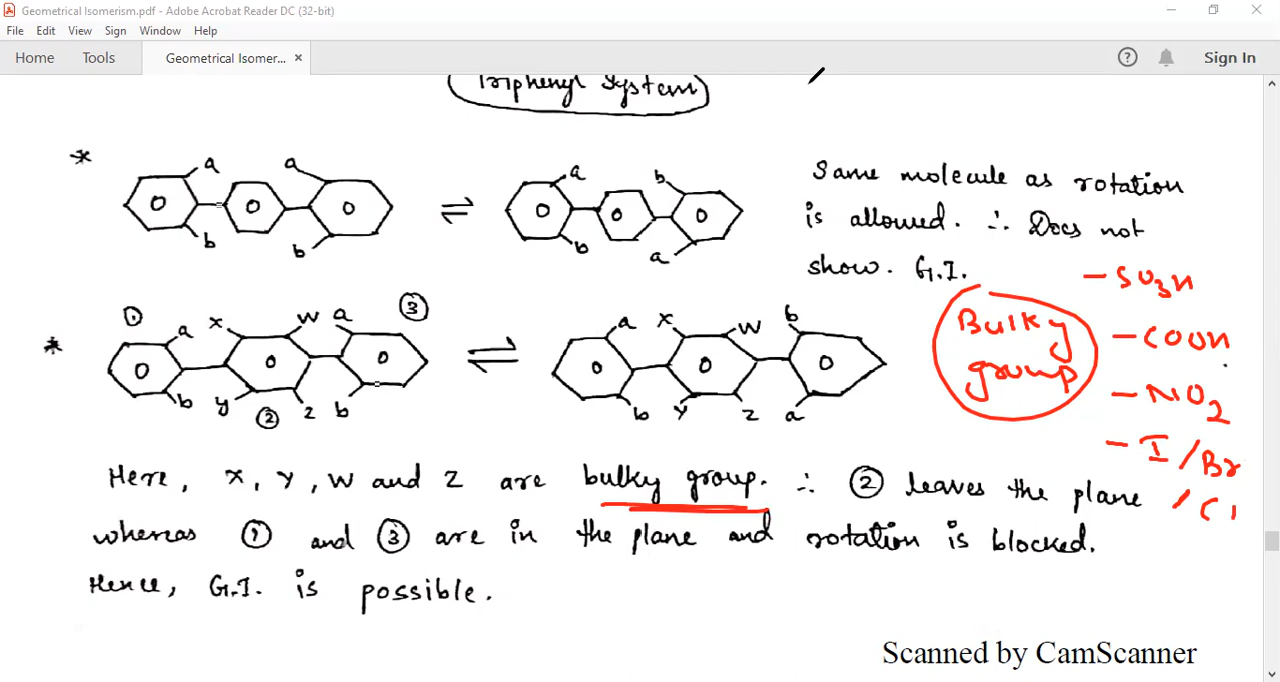 Geometrical Isomerism.pdf - Adobe Acrobat Reader DC (32-bit)
File Edit View Sign Window Help
Home Tools Geometrical Isomer... × Sign In
Triphenyl System
* a a a b
b b b a
Same molecule as rotation
is allowed. ∴ Does not
show. G.I.
* ① a x w a ③ a x w b
b y ② z b b y z a
Bulky
group
- SO3H
- COOH
- NO2
- I / Br
/ Cl
Here, x, y, w and z are bulky group. ∴ ② leaves the plane
whereas ① and ③ are in the plane and rotation is blocked.
Hence, G.I. is possible.
Scanned by CamScanner